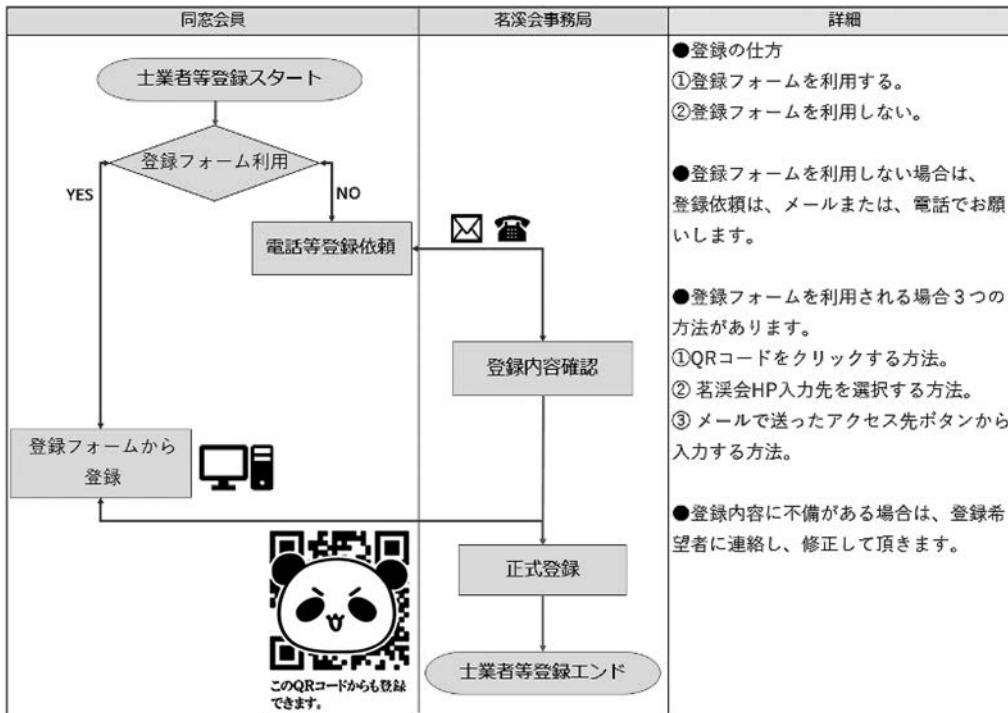 同窓会員
茗渓会事務局
詳細
士業者等登録スタート
登録フォーム利用
YES
NO
電話等登録依頼
登録内容確認
登録フォームから
登録
正式登録
士業者等登録エンド
このQRコードからも登録
できます。
●登録の仕方
①登録フォームを利用する。
②登録フォームを利用しない。
●登録フォームを利用しない場合は、
登録依頼は、メールまたは、電話でお願
いします。
●登録フォームを利用される場合３つの
方法があります。
①QRコードをクリックする方法。
② 茗渓会HP入力先を選択する方法。
③ メールで送ったアクセス先ボタンから
入力する方法。
●登録内容に不備がある場合は、登録希
望者に連絡し、修正して頂きます。